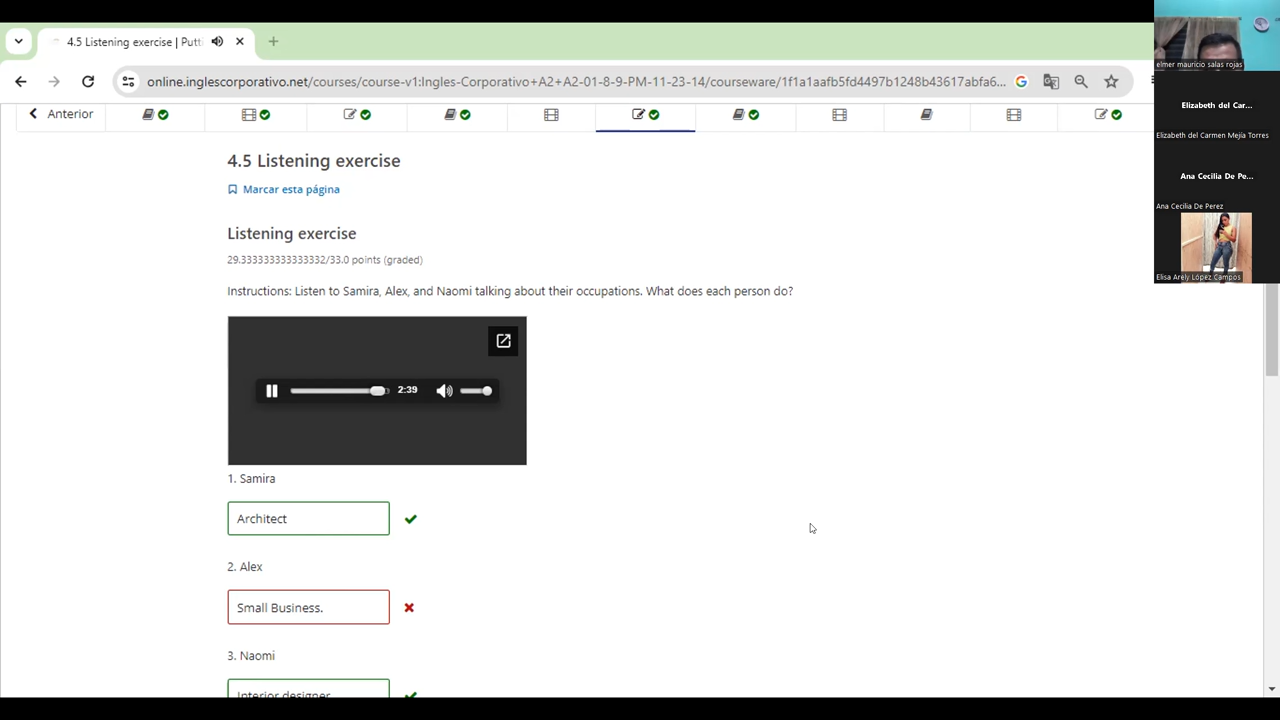 4.5 Listening exercise | Putti
online.inglescorporativo.net/courses/course-v1:Ingles-Corporativo+A2+A2-01-8-9-PM-11-23-14/courseware/1f1a1aafb5fd4497b1248b43617abfa6...
Anterior
4.5 Listening exercise
Marcar esta página
Listening exercise
29.333333333333332/33.0 points (graded)
Instructions: Listen to Samira, Alex, and Naomi talking about their occupations. What does each person do?
2:39
1. Samira
Architect
2. Alex
Small Business.
3. Naomi
Interior designer
elmer mauricio salas rojas
Elizabeth del Car...
Elizabeth del Carmen Mejía Torres
Ana Cecilia De Pe...
Ana Cecilia De Perez
Elisa Arely López Campos